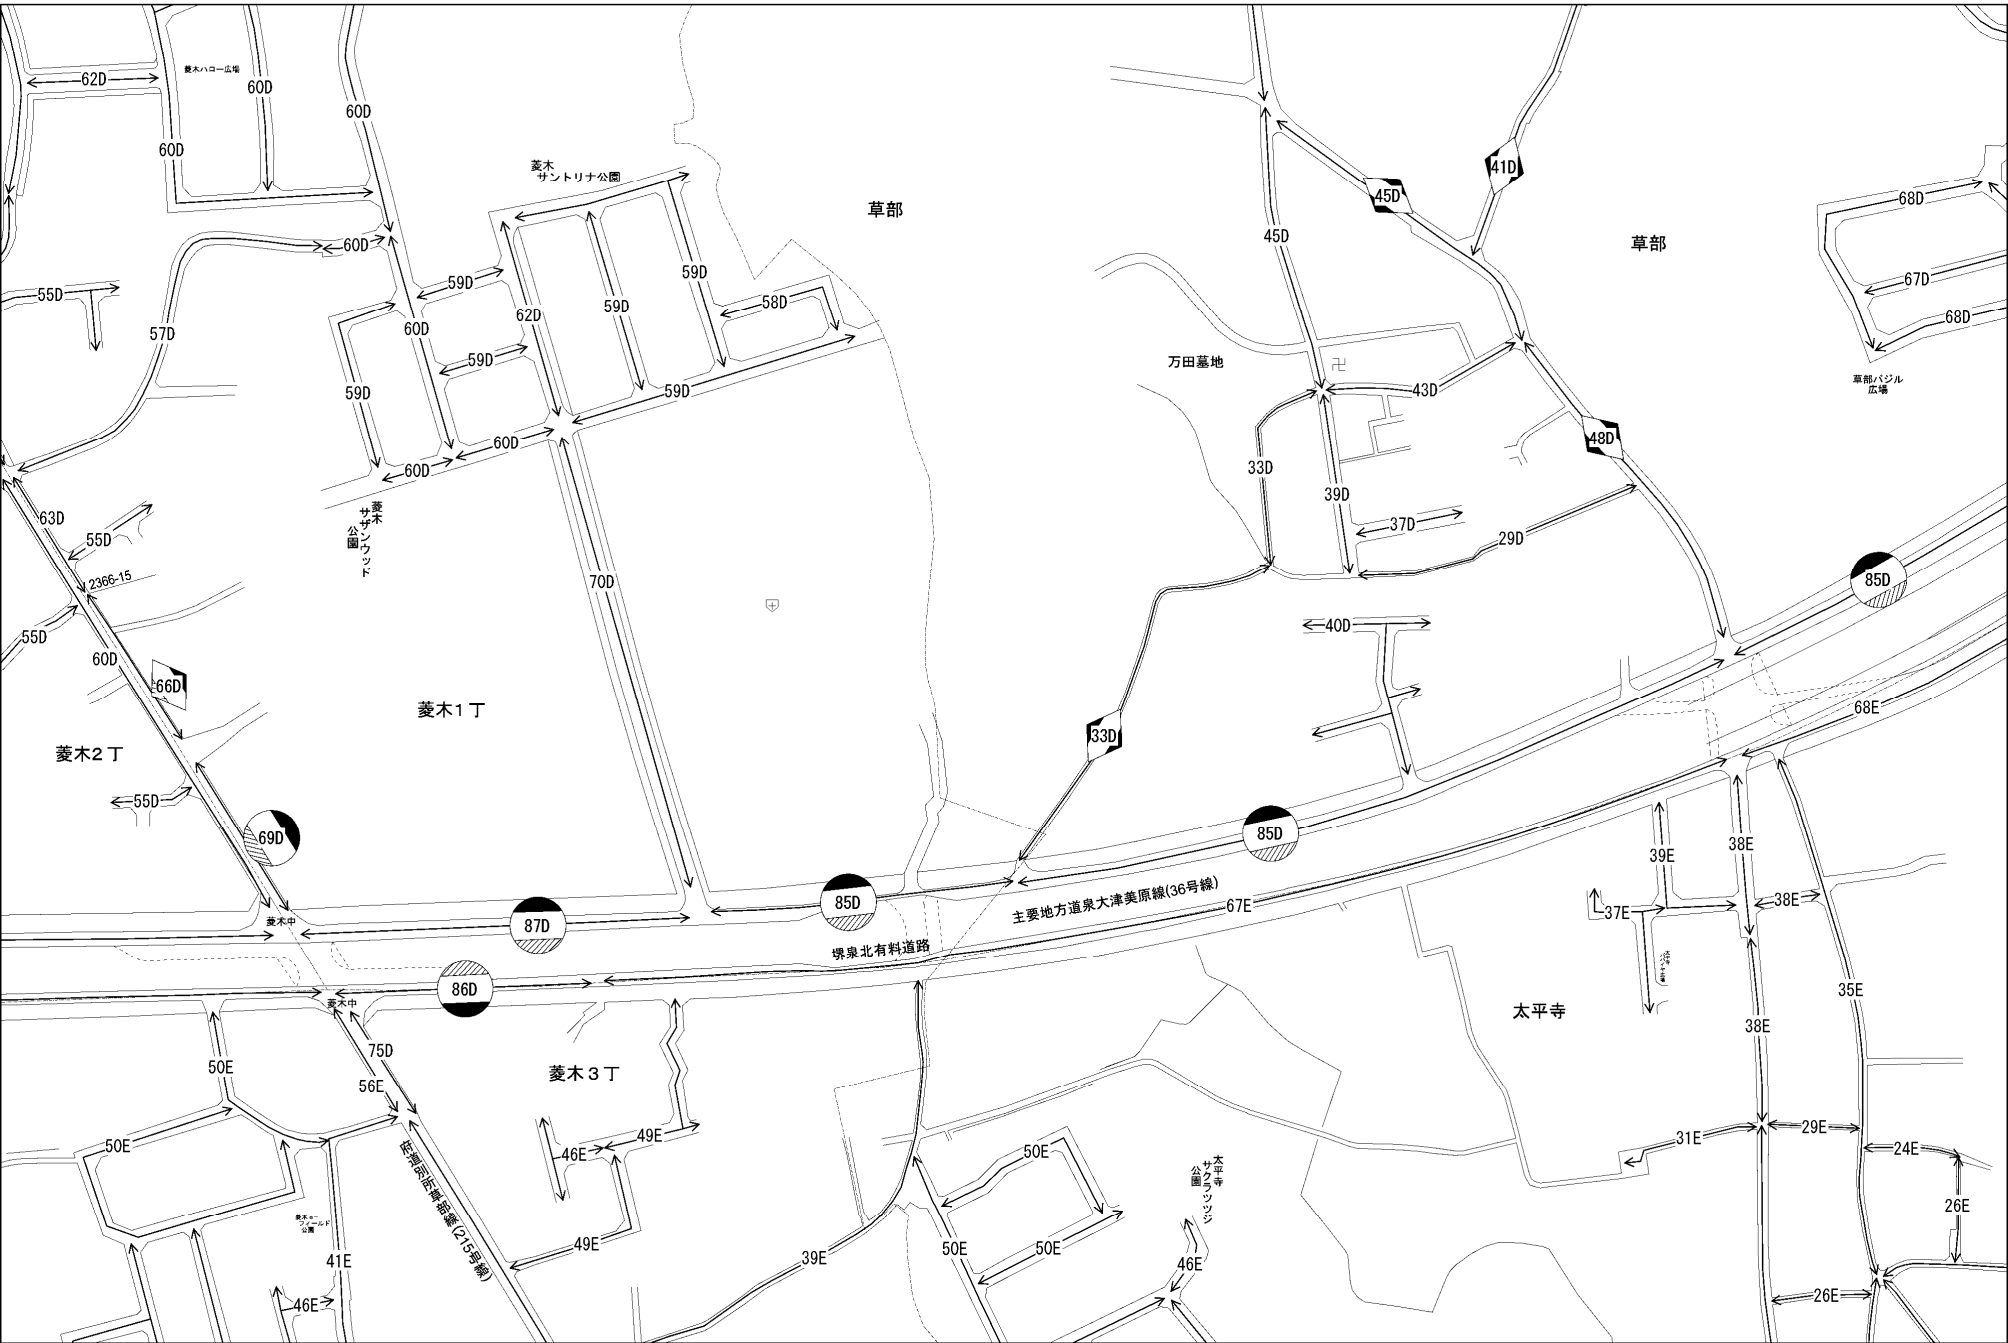 62D
菱木ハロー広場
60D
60D
60D
菱木
サントリナ公園
草部
41D
45D
45D
草部
68D
60D
60D
55D
57D
59D
59D
58D
59D
62D
60D
59D
59D
59D
67D
68D
万田墓地
43D
草部バジル
広場
60D
60D
菱木
サザンウッド
公園
48D
33D
39D
37D
29D
63D
55D
2366-15
70D
85D
55D
60D
66D
40D
菱木1丁
菱木2丁
33D
68E
55D
69D
85D
39E
38E
菱木中
87D
85D
主要地方道泉大津美原線(36号線)
67E
37E
38E
堺泉北有料道路
86D
菱木中
35E
太平寺
38E
50E
75D
56E
菱木3丁
50E
46E
49E
府道別所草部線(215号線)
50E
太平寺
サクラツツジ
公園
31E
29E
24E
26E
フィールド
公園
41E
49E
39E
50E
50E
46E
46E
26E